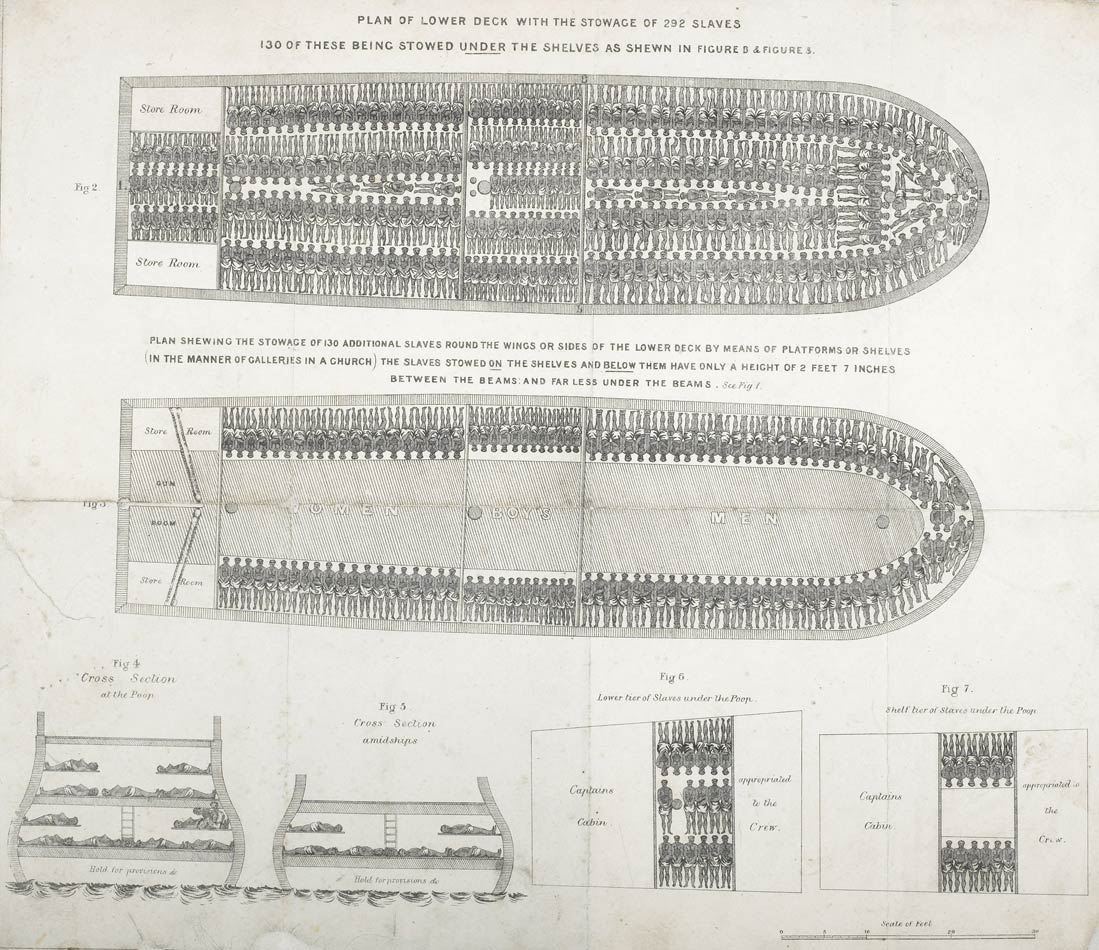 PLAN OF LOWER DECK WITH THE STOWAGE OF 292 SLAVES
130 OF THESE BEING STOWED UNDER THE SHELVES AS SHEWN IN FIGURE D & FIGURE 3.
Store Room
Fig 2.
1.
Store Room
PLAN SHEWING THE STOWAGE OF 130 ADDITIONAL SLAVES ROUND THE WINGS OR SIDES OF THE LOWER DECK BY MEANS OF PLATFORMS OR SHELVES
(IN THE MANNER OF GALLERIES IN A CHURCH) THE SLAVES STOWED ON THE SHELVES AND BELOW THEM HAVE ONLY A HEIGHT OF 2 FEET 7 INCHES
BETWEEN THE BEAMS: AND FAR LESS UNDER THE BEAMS. See Fig 1.
Store Room
GUN
Fig 3
WOMEN
BOYS
MEN
ROOM
Store Room
Fig 4
Cross Section
at the Poop
Hold for provisions &c
Fig 5
Cross Section
amidships
Hold for provisions &c
Fig 6
Lower tier of Slaves under the Poop.
Captains
Cabin.
appropriated
to the
Crew.
Fig 7.
Shelf tier of Slaves under the Poop
Captains
Cabin.
appropriated to
the
Crew.
Scale of Feet
0 5 10 20 30